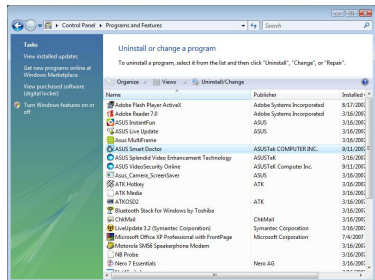 Control Panel ▸ Programs and Features
Search
Tasks
View installed updates
Get new programs online at
Windows Marketplace
View purchased software
(digital locker)
Turn Windows features on or
off
Uninstall or change a program
To uninstall a program, select it from the list and then click "Uninstall", "Change", or "Repair".
Organize Views Uninstall/Change
Name Publisher Installed
Adobe Flash Player ActiveX Adobe Systems Incorporated 8/17/200
Adobe Reader 7.0 Adobe Systems Incorporated 3/16/200
ASUS InstantFun ASUS 3/16/200
ASUS Live Update ASUS 3/16/200
Asus MultiFrame 3/16/200
ASUS Smart Doctor ASUSTek COMPUTER INC. 9/11/200
ASUS Splendid Video Enhancement Technology ASUSTeK 3/16/200
ASUS VideoSecurity Online ASUSTeK Computer Inc. 9/11/200
Asus_Camera_ScreenSaver ASUS 3/16/200
ATK Hotkey ATK 3/16/200
ATK Media 3/16/200
ATKOSD2 ATK 3/16/200
Bluetooth Stack for Windows by Toshiba 3/16/200
ChkMail ChkMail 3/16/200
LiveUpdate 3.2 (Symantec Corporation) Symantec Corporation 3/16/200
Microsoft Office XP Professional with FrontPage Microsoft Corporation 7/4/2007
Motorola SM56 Speakerphone Modem 3/16/200
NB Probe 3/16/200
Nero 7 Essentials Nero AG 3/16/200